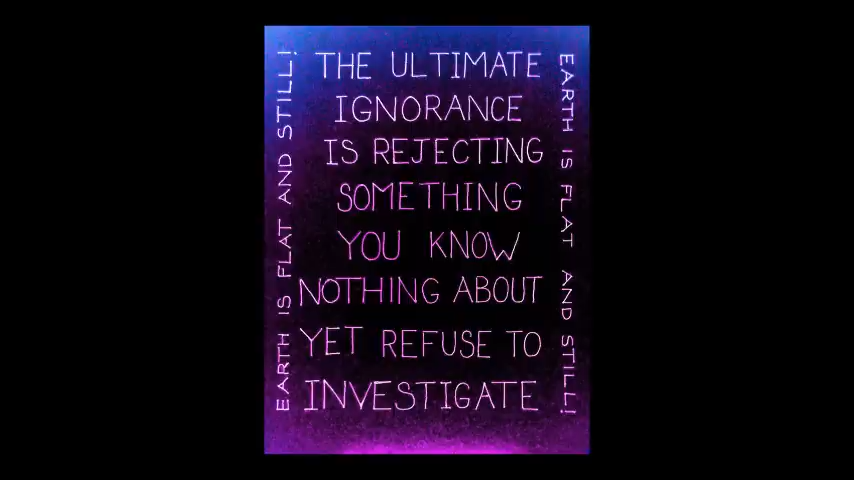 EARTH IS FLAT AND STILL!
THE ULTIMATE
IGNORANCE
IS REJECTING
SOMETHING
YOU KNOW
NOTHING ABOUT
YET REFUSE TO
INVESTIGATE
EARTH IS FLAT AND STILL!